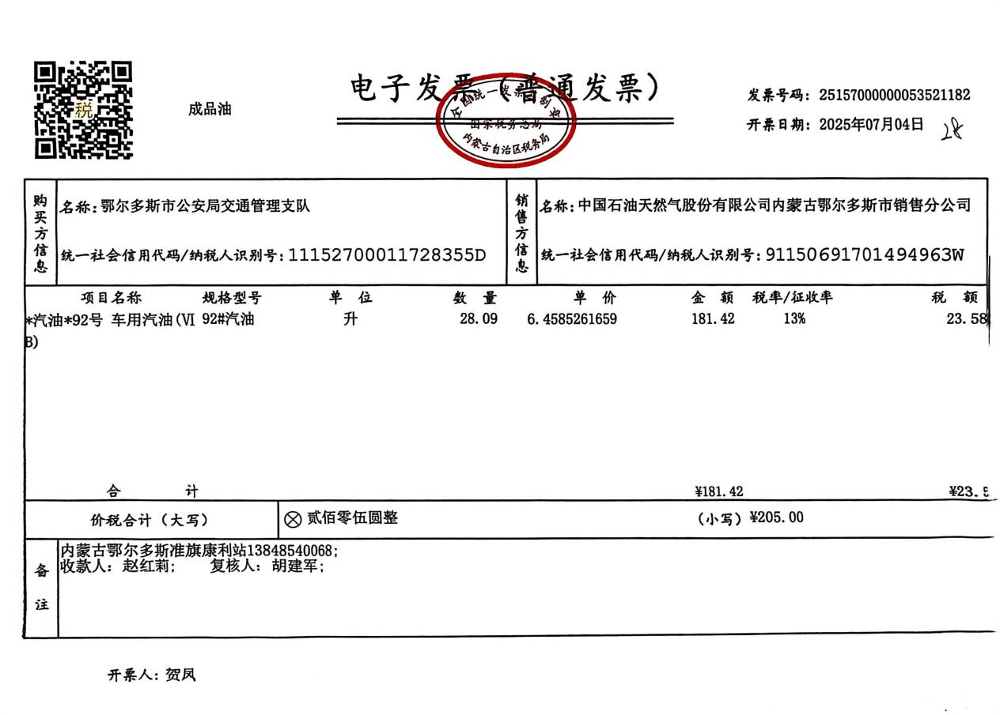 税
成品油
电子发票（普通发票）
全国统一发票监制章
国家税务总局
内蒙古自治区税务局
发票号码：25157000000053521182
开票日期：2025年07月04日
28
购买方信息
名称：鄂尔多斯市公安局交通管理支队
统一社会信用代码/纳税人识别号：11152700011728355D
销售方信息
名称：中国石油天然气股份有限公司内蒙古鄂尔多斯市销售分公司
统一社会信用代码/纳税人识别号：91150691701494963W
项目名称 规格型号 单位 数量 单价 金额 税率/征收率 税额
*汽油*92号 车用汽油(Ⅵ 92#汽油 升 28.09 6.4585261659 181.42 13% 23.58
B)
合计 ¥181.42 ¥23.5
价税合计（大写） ⊗贰佰零伍圆整 （小写）¥205.00
备注
内蒙古鄂尔多斯准旗康利站13848540068;
收款人：赵红莉; 复核人：胡建军;
开票人：贺凤